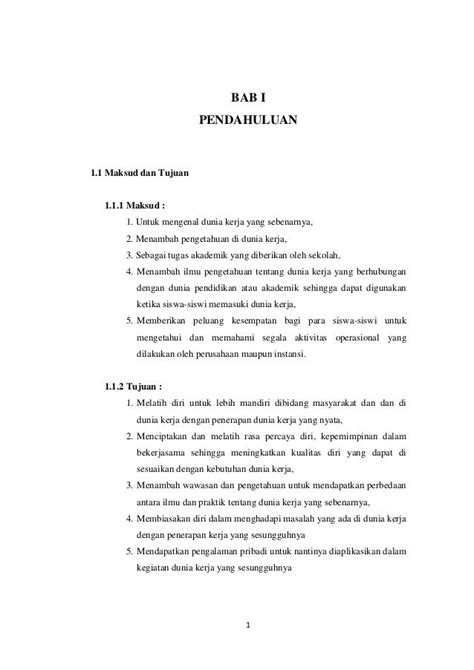 BAB I
PENDAHULUAN
1.1 Maksud dan Tujuan
1.1.1 Maksud :
1. Untuk mengenal dunia kerja yang sebenarnya,
2. Menambah pengetahuan di dunia kerja,
3. Sebagai tugas akademik yang diberikan oleh sekolah,
4. Menambah ilmu pengetahuan tentang dunia kerja yang berhubungan
dengan dunia pendidikan atau akademik sehingga dapat digunakan
ketika siswa-siswi memasuki dunia kerja,
5. Memberikan peluang kesempatan bagi para siswa-siswi untuk
mengetahui dan memahami segala aktivitas operasional yang
dilakukan oleh perusahaan maupun instansi.
1.1.2 Tujuan :
1. Melatih diri untuk lebih mandiri dibidang masyarakat dan dan di
dunia kerja dengan penerapan dunia kerja yang nyata,
2. Menciptakan dan melatih rasa percaya diri, kepemimpinan dalam
bekerjasama sehingga meningkatkan kualitas diri yang dapat di
sesuaikan dengan kebutuhan dunia kerja,
3. Menambah wawasan dan pengetahuan untuk mendapatkan perbedaan
antara ilmu dan praktik tentang dunia kerja yang sebenarnya,
4. Membiasakan diri dalam menghadapi masalah yang ada di dunia kerja
dengan penerapan kerja yang sesungguhnya
5. Mendapatkan pengalaman pribadi untuk nantinya diaplikasikan dalam
kegiatan dunia kerja yang sesungguhnya
1